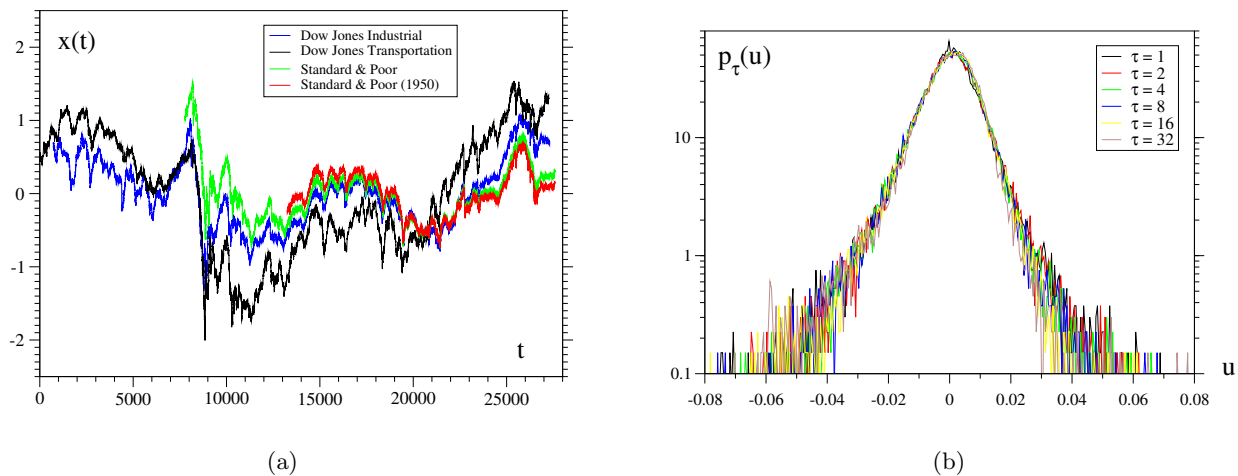 x(t)
Dow Jones Industrial
Dow Jones Transportation
Standard & Poor
Standard & Poor (1950)
2
1
0
-1
-2
t
0 5000 10000 15000 20000 25000
(a)
p_τ(u)
τ = 1
τ = 2
τ = 4
τ = 8
τ = 16
τ = 32
10
1
0.1
u
-0.08 -0.06 -0.04 -0.02 0 0.02 0.04 0.06 0.08
(b)